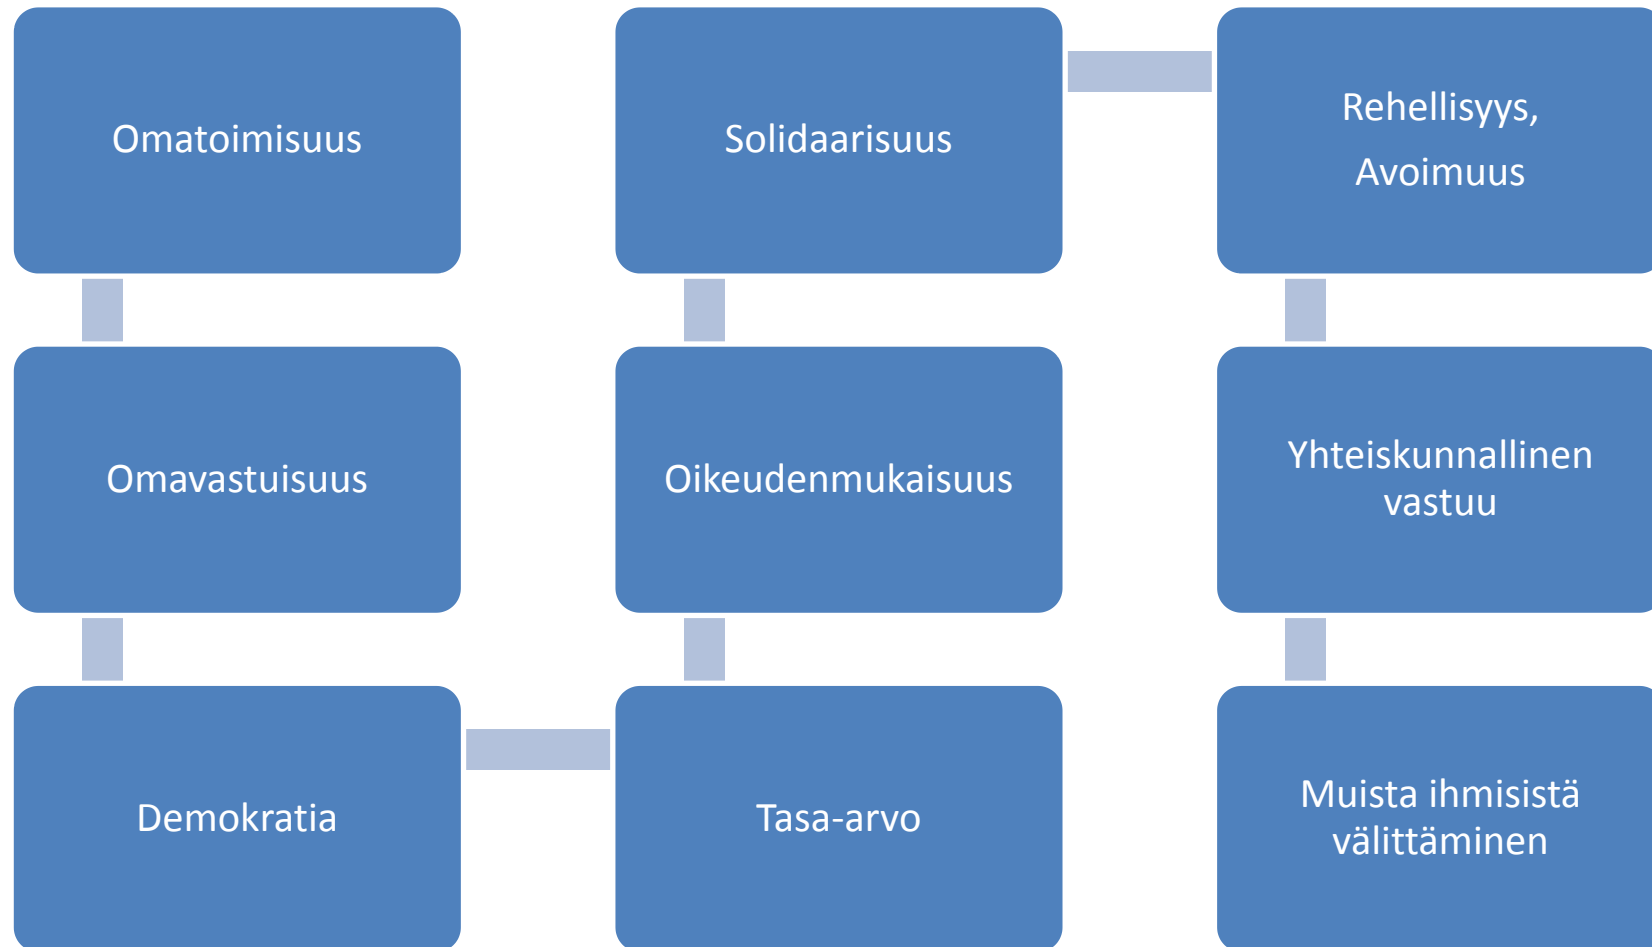 Omatoimisuus
Omavastuisuus
Demokratia
Tasa-arvo
Oikeudenmukaisuus
Solidaarisuus
Rehellisyys,
Avoimuus
Yhteiskunnallinen
vastuu
Muista ihmisistä
välittäminen